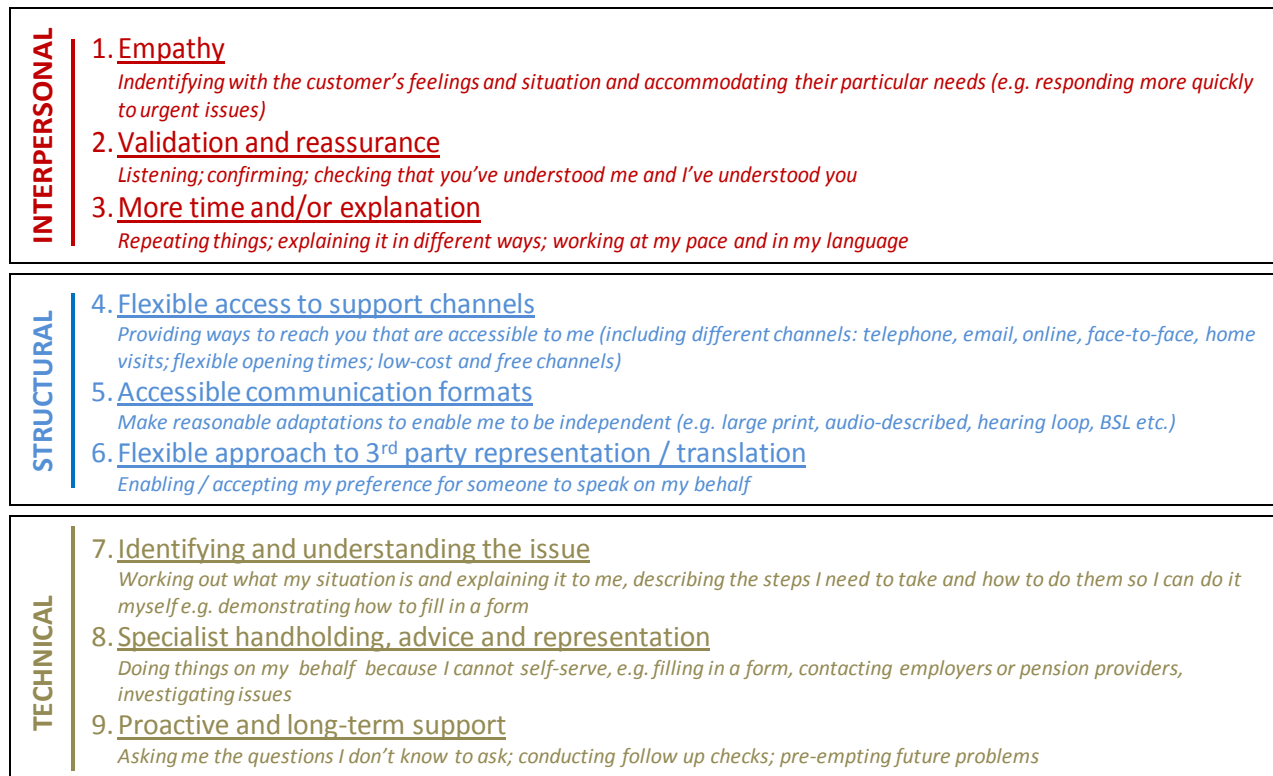 INTERPERSONAL
1. Empathy
Indentifying with the customer's feelings and situation and accommodating their particular needs (e.g. responding more quickly
to urgent issues)
2. Validation and reassurance
Listening; confirming; checking that you've understood me and I've understood you
3. More time and/or explanation
Repeating things; explaining it in different ways; working at my pace and in my language
STRUCTURAL
4. Flexible access to support channels
Providing ways to reach you that are accessible to me (including different channels: telephone, email, online, face-to-face, home
visits; flexible opening times; low-cost and free channels)
5. Accessible communication formats
Make reasonable adaptations to enable me to be independent (e.g. large print, audio-described, hearing loop, BSL etc.)
6. Flexible approach to 3rd party representation / translation
Enabling / accepting my preference for someone to speak on my behalf
TECHNICAL
7. Identifying and understanding the issue
Working out what my situation is and explaining it to me, describing the steps I need to take and how to do them so I can do it
myself e.g. demonstrating how to fill in a form
8. Specialist handholding, advice and representation
Doing things on my behalf because I cannot self-serve, e.g. filling in a form, contacting employers or pension providers,
investigating issues
9. Proactive and long-term support
Asking me the questions I don't know to ask; conducting follow up checks; pre-empting future problems